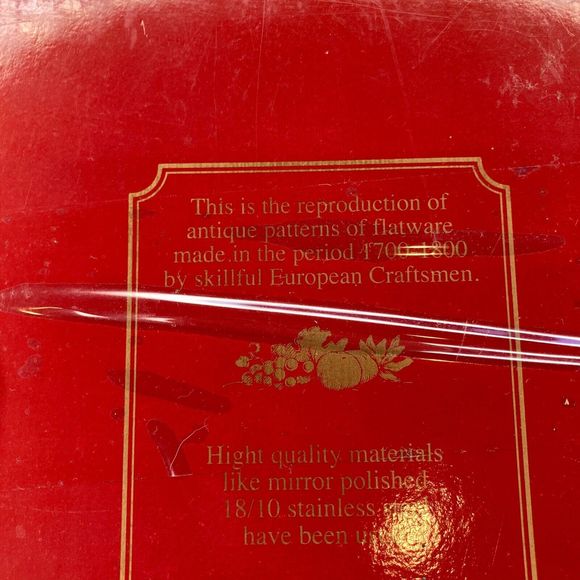 This is the reproduction of
antique patterns of flatware
made in the period 1700-1800
by skillful European Craftsmen.
Hight quality materials
like mirror polished
18/10 stainless
have been